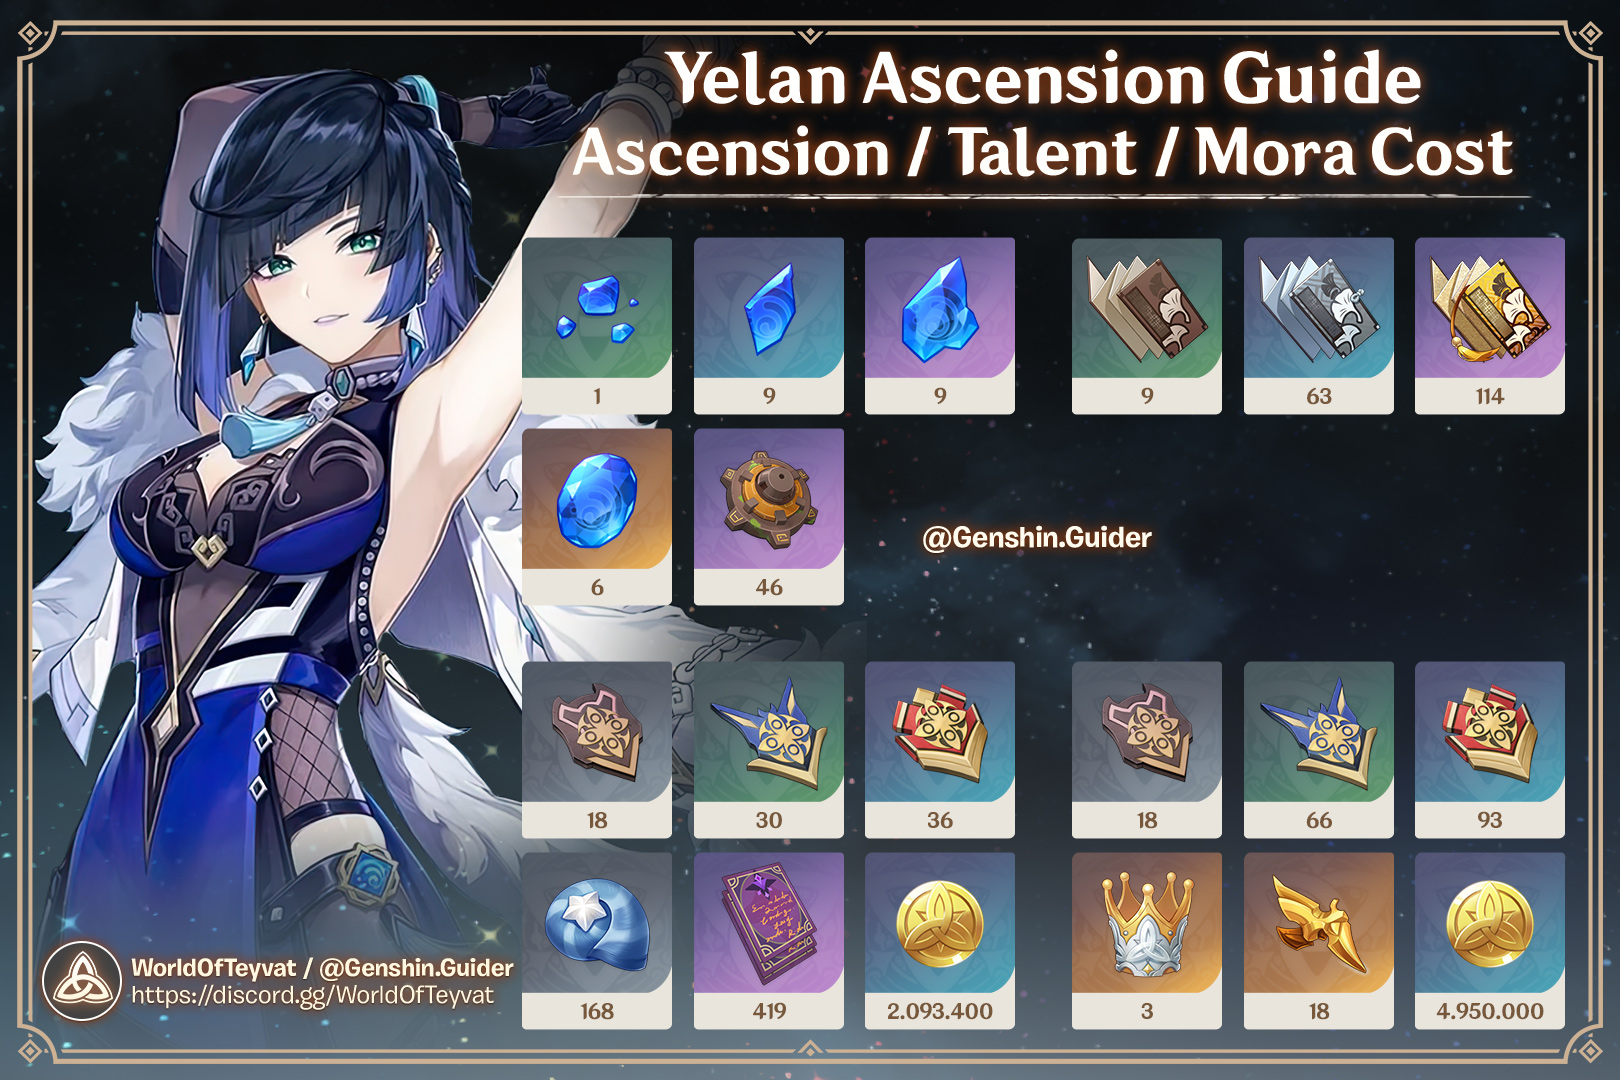 Yelan Ascension Guide
Ascension / Talent / Mora Cost
1 9 9 9 63 114
6 46
@Genshin.Guider
18 30 36 18 66 93
168 419 2.093.400 3 18 4.950.000
WorldOfTeyvat / @Genshin.Guider
https://discord.gg/WorldOfTeyvat